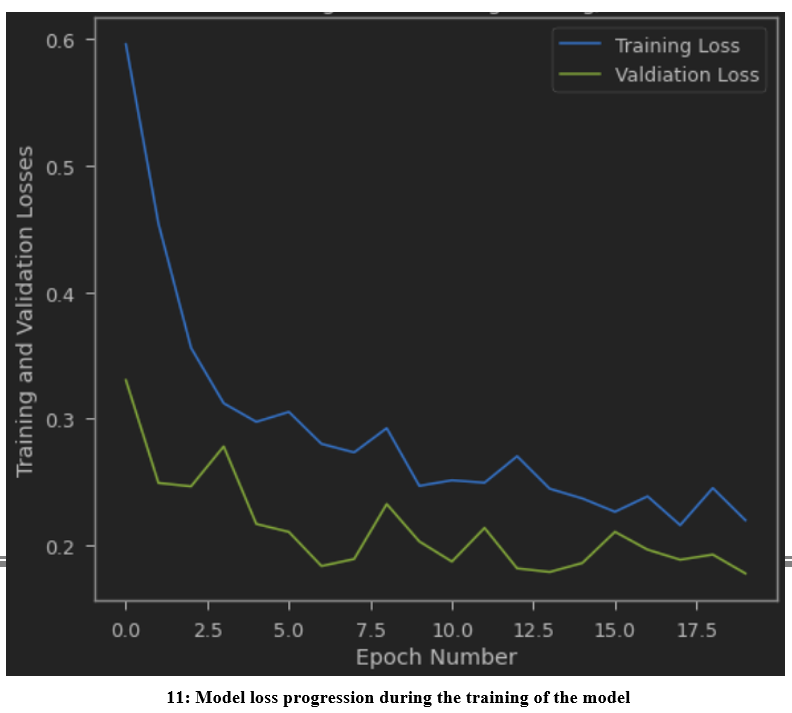 Training Loss
Valdiation Loss
Training and Validation Losses
0.6
0.5
0.4
0.3
0.2
0.0 2.5 5.0 7.5 10.0 12.5 15.0 17.5
Epoch Number
11: Model loss progression during the training of the model